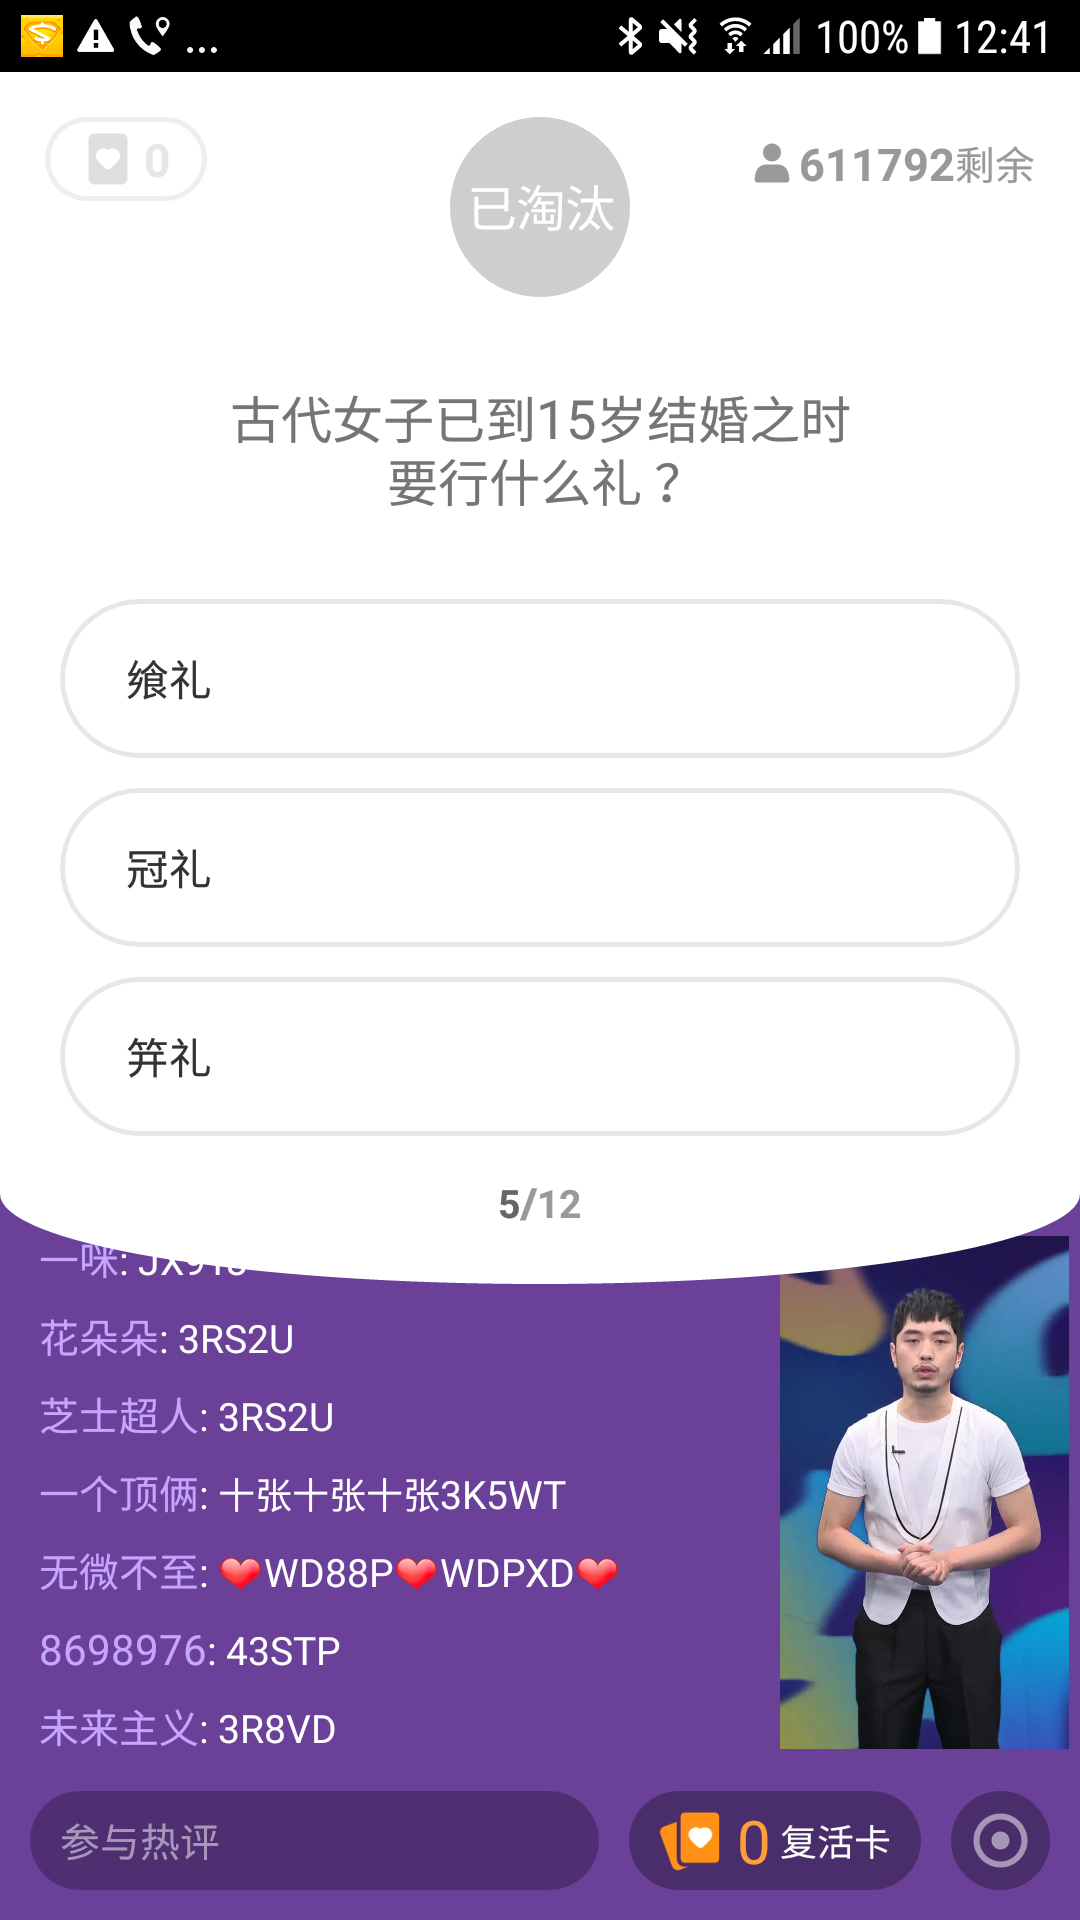 ... 100% 12:41
0
已淘汰
611792剩余
古代女子已到15岁结婚之时
要行什么礼？
飨礼
冠礼
笄礼
5/12
一咪:
花朵朵: 3RS2U
芝士超人: 3RS2U
一个顶俩: 十张十张十张3K5WT
无微不至: ❤WD88P❤WDPXD❤
8698976: 43STP
未来主义: 3R8VD
参与热评
0 复活卡